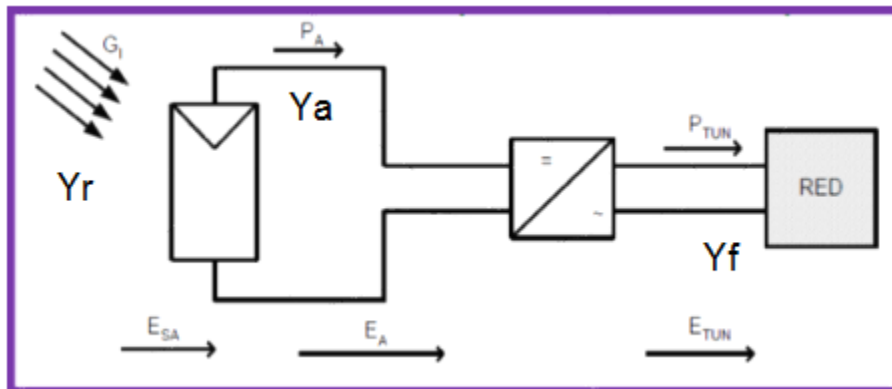 G_I
P_A
Ya
Yr
=
~
P_TUN
RED
Yf
E_SA
E_A
E_TUN